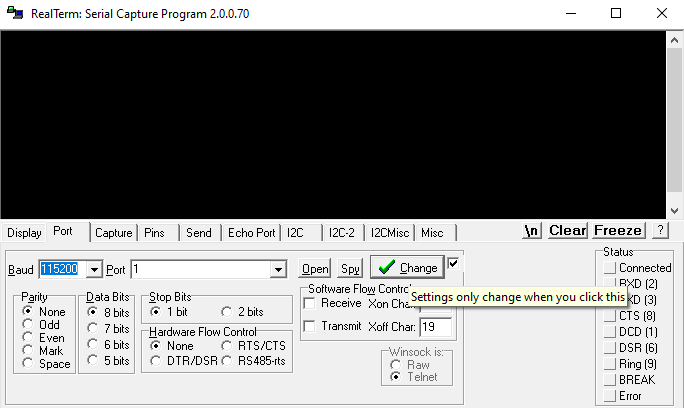 RealTerm: Serial Capture Program 2.0.0.70
Display Port Capture Pins Send Echo Port I2C I2C-2 I2CMisc Misc \n Clear Freeze ?
Baud 115200 Port 1 Open Spy Change
Settings only change when you click this
Parity
None
Odd
Even
Mark
Space
Data Bits
8 bits
7 bits
6 bits
5 bits
Stop Bits
1 bit 2 bits
Hardware Flow Control
None RTS/CTS
DTR/DSR RS485-rts
Software Flow Control
Receive Xon Char:
Transmit Xoff Char: 19
Winsock is:
Raw
Telnet
Status
Connected
RXD (2)
(3)
CTS (8)
DCD (1)
DSR (6)
Ring (9)
BREAK
Error